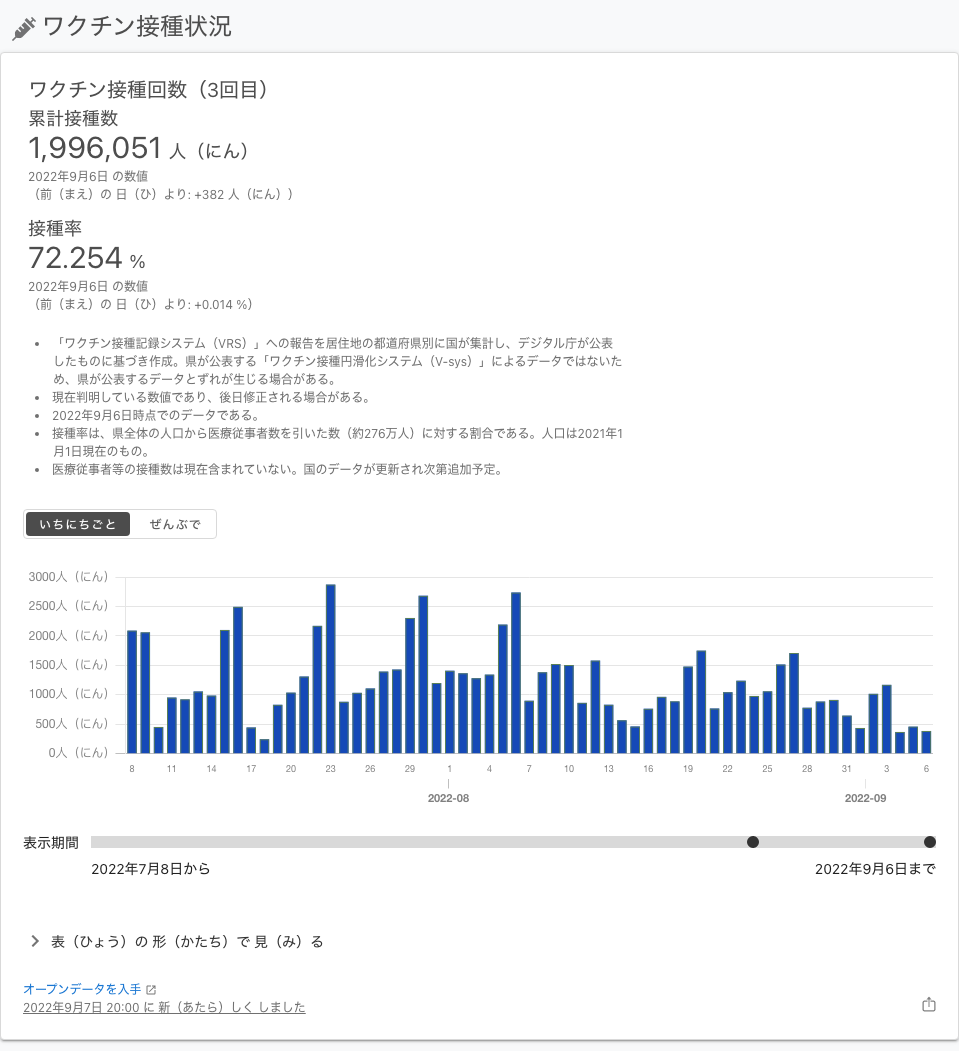 ワクチン接種状況
ワクチン接種回数（3回目）
累計接種数
1,996,051 人（にん）
2022年9月6日 の数値
（前（まえ）の 日（ひ）より: +382 人（にん））
接種率
72.254 %
2022年9月6日 の数値
（前（まえ）の 日（ひ）より: +0.014 %）
• 「ワクチン接種記録システム（VRS）」への報告を居住地の都道府県別に国が集計し、デジタル庁が公表
したものに基づき作成。県が公表する「ワクチン接種円滑化システム（V-sys）」によるデータではないた
め、県が公表するデータとずれが生じる場合がある。
• 現在判明している数値であり、後日修正される場合がある。
• 2022年9月6日時点でのデータである。
• 接種率は、県全体の人口から医療従事者数を引いた数（約276万人）に対する割合である。人口は2021年1
月1日現在のもの。
• 医療従事者等の接種数は現在含まれていない。国のデータが更新され次第追加予定。
いちにちごと ぜんぶで
3000人（にん）
2500人（にん）
2000人（にん）
1500人（にん）
1000人（にん）
500人（にん）
0人（にん）
8 11 14 17 20 23 26 29 1 4 7 10 13 16 19 22 25 28 31 3 6
2022-08 2022-09
表示期間
2022年7月8日から 2022年9月6日まで
表（ひょう）の 形（かたち）で 見（み）る
オープンデータを入手
2022年9月7日 20:00 に 新（あたら）しく しました